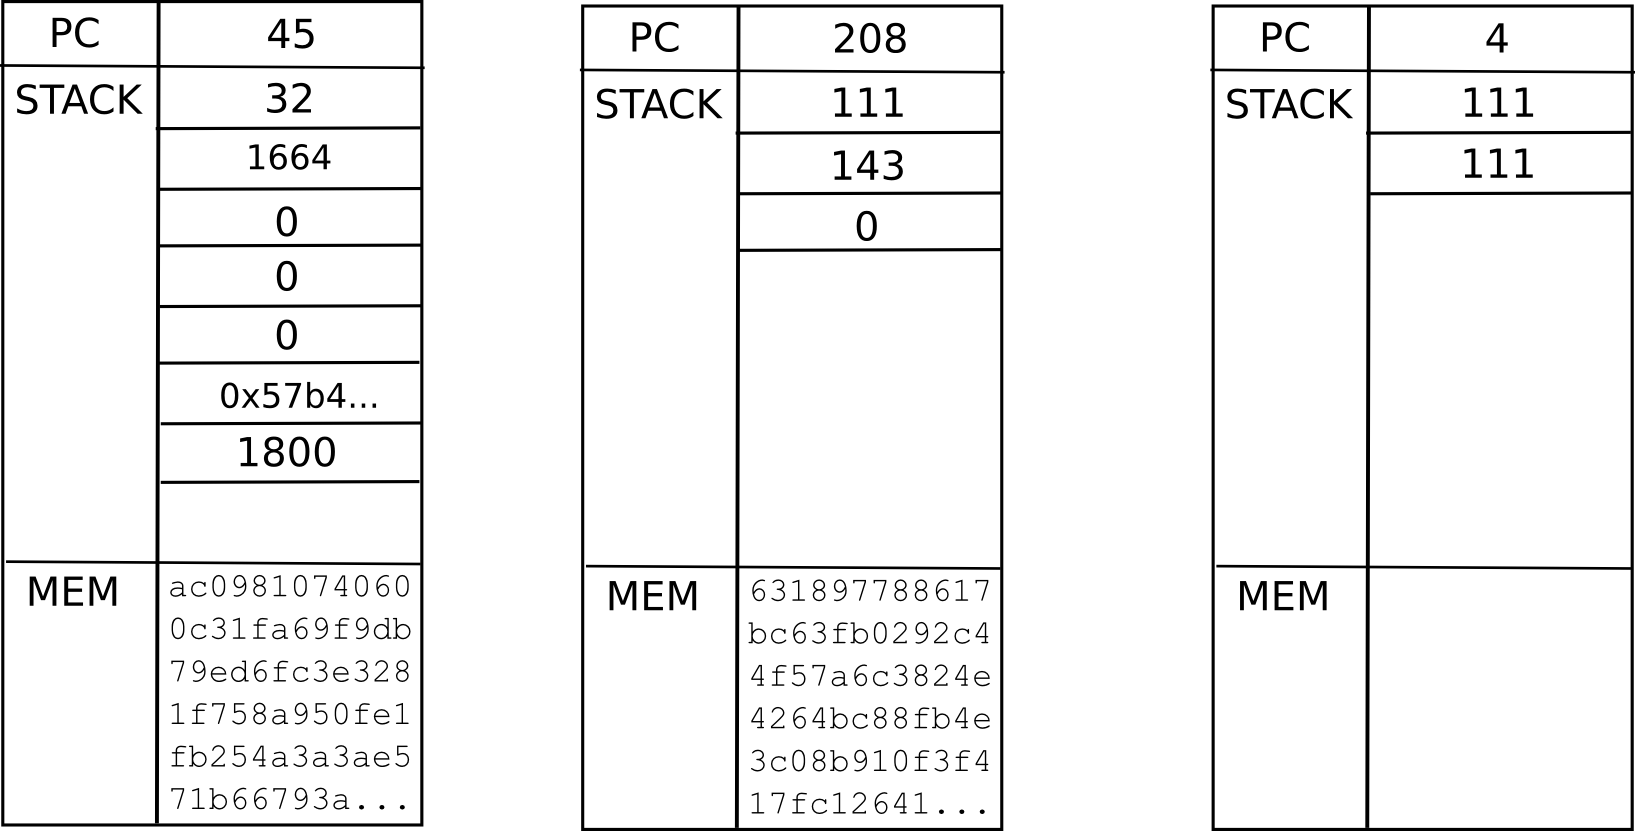 PC 45
STACK 32
1664
0
0
0
0x57b4...
1800
MEM ac0981074060
0c31fa69f9db
79ed6fc3e328
1f758a950fe1
fb254a3a3ae5
71b66793a...
PC 208
STACK 111
143
0
MEM 631897788617
bc63fb0292c4
4f57a6c3824e
4264bc88fb4e
3c08b910f3f4
17fc12641...
PC 4
STACK 111
111
MEM